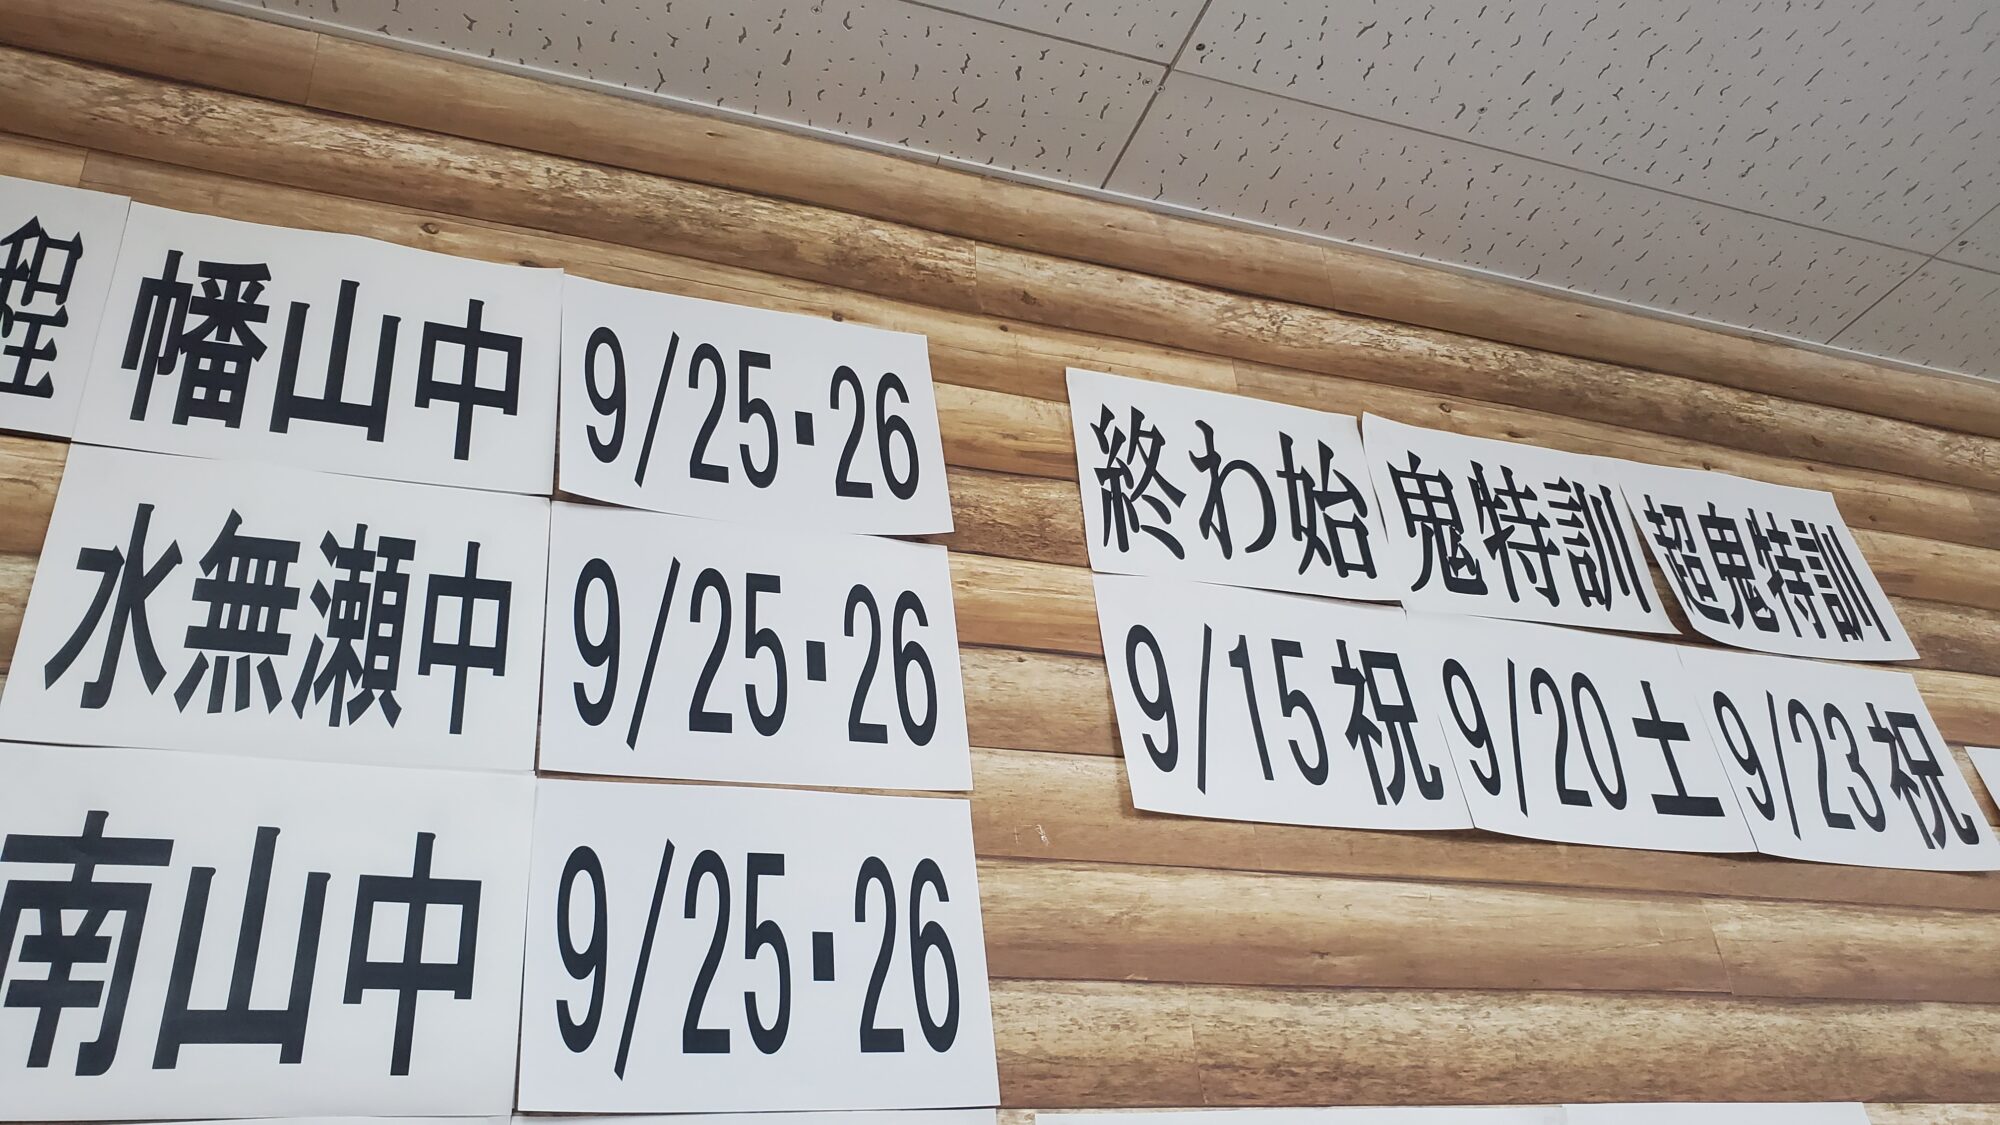 程
幡山中 9/25・26
水無瀬中 9/25・26
南山中 9/25・26
終わ始 鬼特訓 超鬼特訓
9/15祝 9/20土 9/23祝